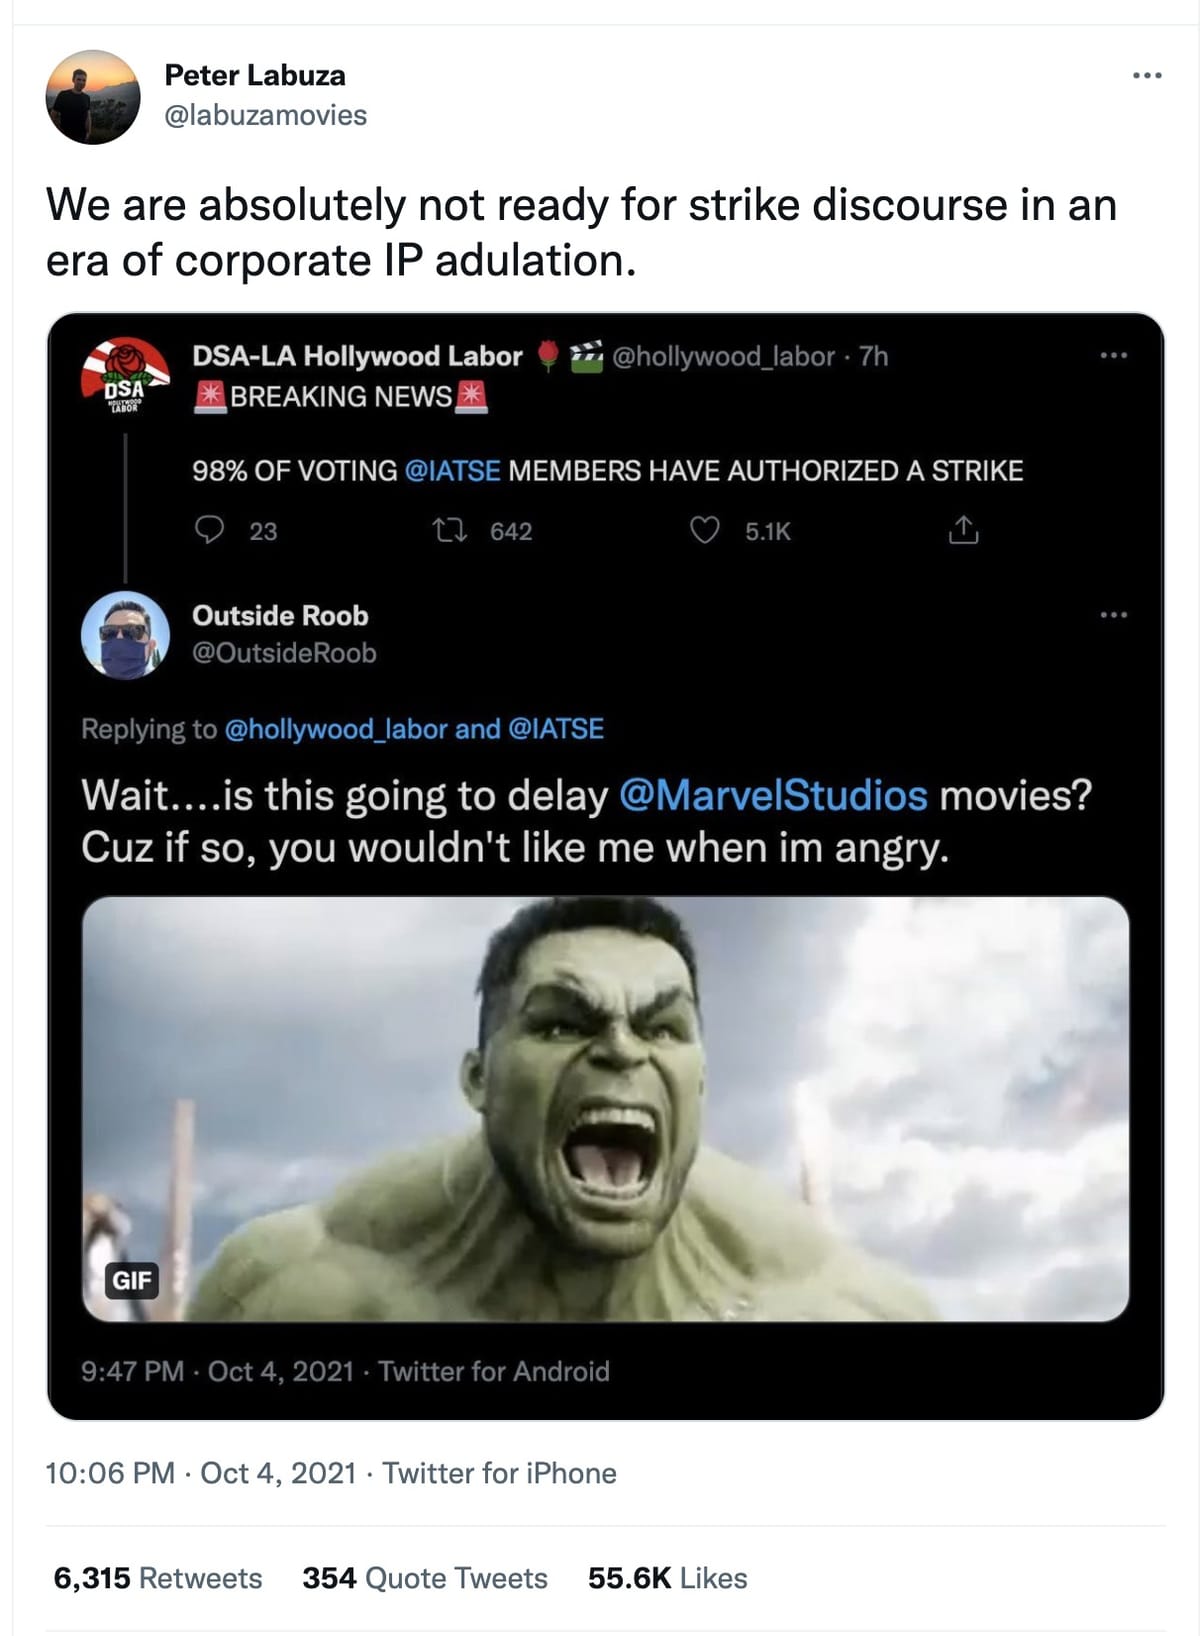 Peter Labuza
@labuzamovies
We are absolutely not ready for strike discourse in an
era of corporate IP adulation.
DSA-LA Hollywood Labor 🌹 🎬 @hollywood_labor · 7h
🚨BREAKING NEWS🚨
DSA
HOLLYWOOD
LABOR
98% OF VOTING @IATSE MEMBERS HAVE AUTHORIZED A STRIKE
23 642 5.1K
Outside Roob
@OutsideRoob
Replying to @hollywood_labor and @IATSE
Wait....is this going to delay @MarvelStudios movies?
Cuz if so, you wouldn't like me when im angry.
GIF
9:47 PM · Oct 4, 2021 · Twitter for Android
10:06 PM · Oct 4, 2021 · Twitter for iPhone
6,315 Retweets 354 Quote Tweets 55.6K Likes